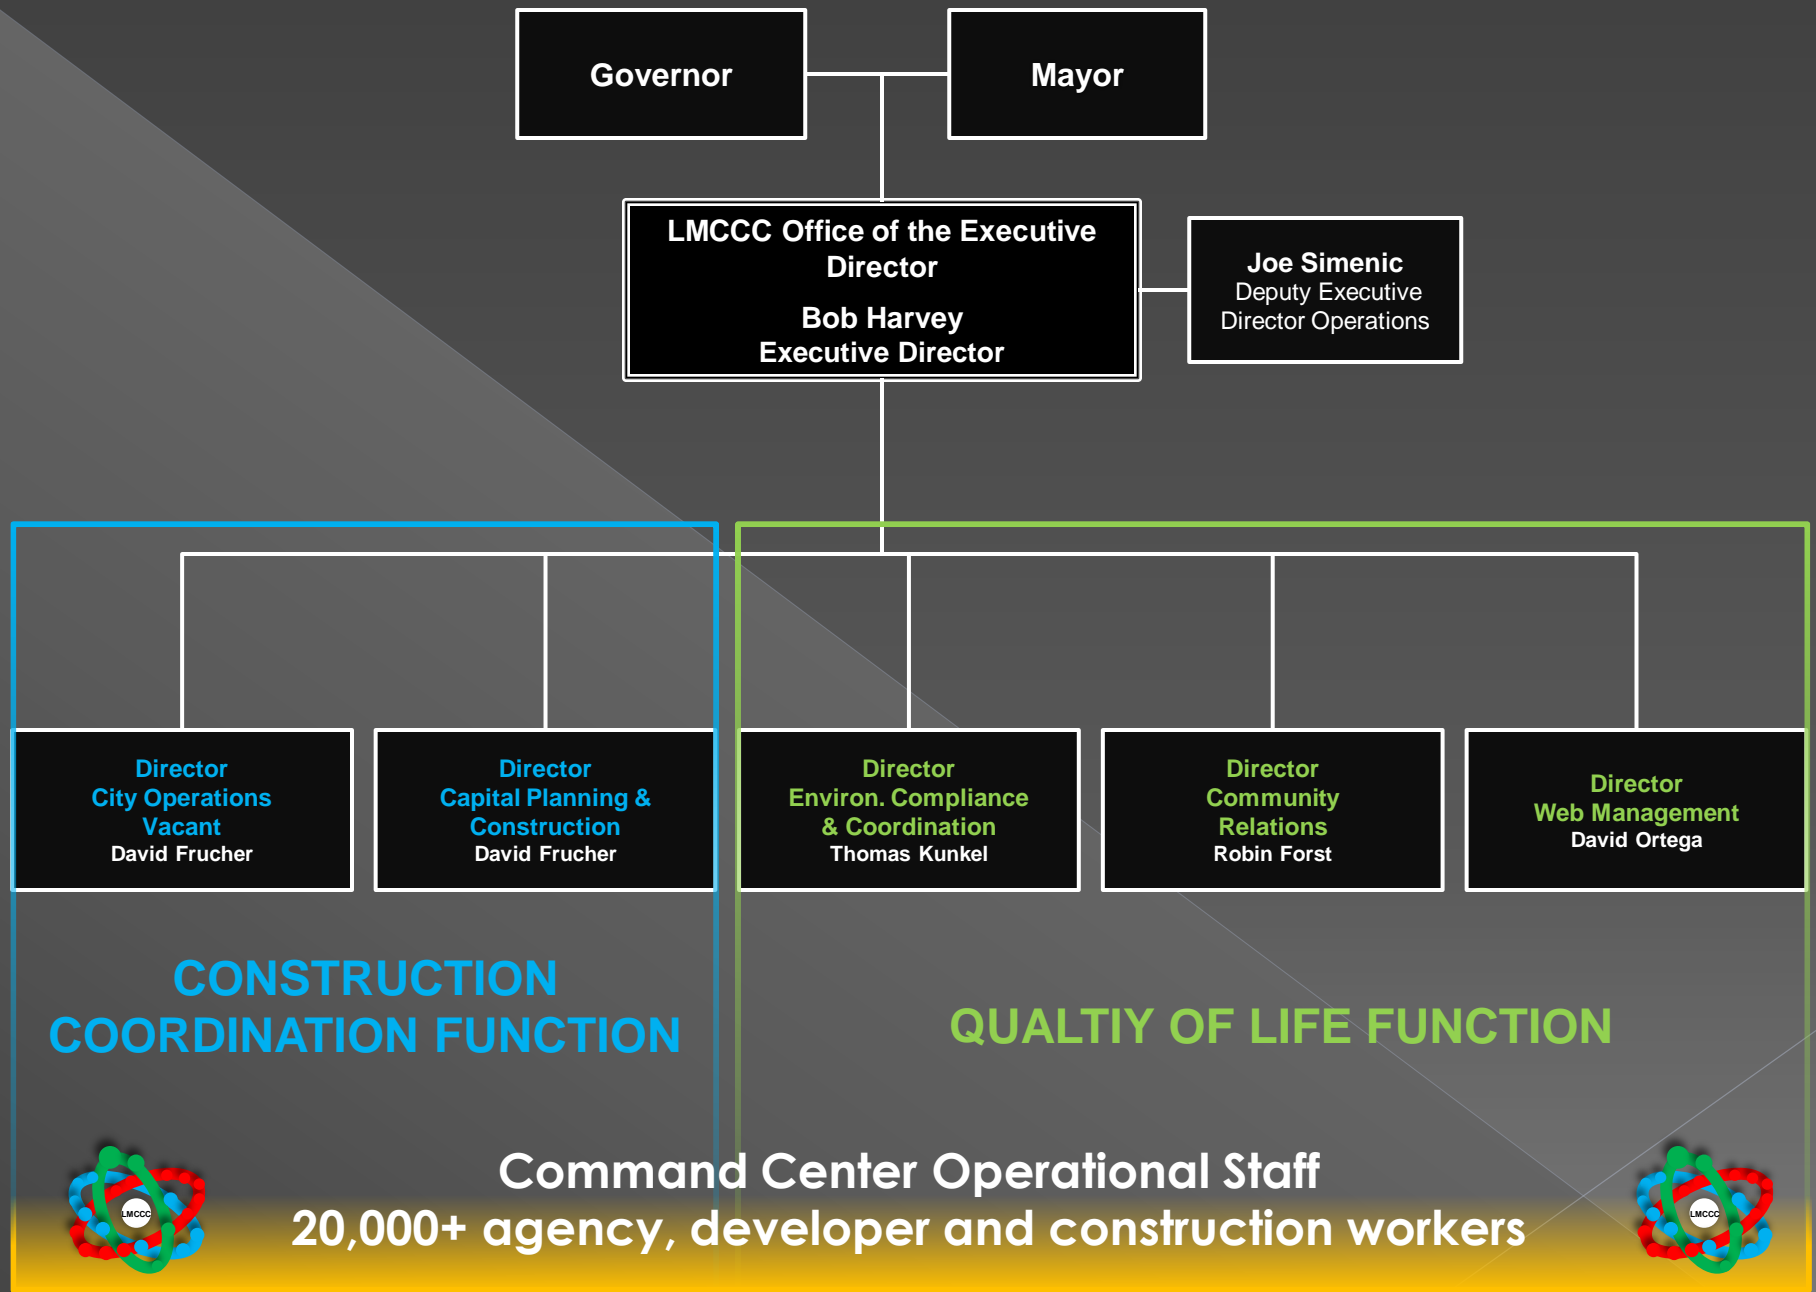 Governor
Mayor
LMCCC Office of the Executive
Director
Bob Harvey
Executive Director
Joe Simenic
Deputy Executive
Director Operations
Director
City Operations
Vacant
David Frucher
Director
Capital Planning &
Construction
David Frucher
Director
Environ. Compliance
& Coordination
Thomas Kunkel
Director
Community
Relations
Robin Forst
Director
Web Management
David Ortega
CONSTRUCTION
COORDINATION FUNCTION
QUALTIY OF LIFE FUNCTION
Command Center Operational Staff
20,000+ agency, developer and construction workers
LMCCC
LMCCC